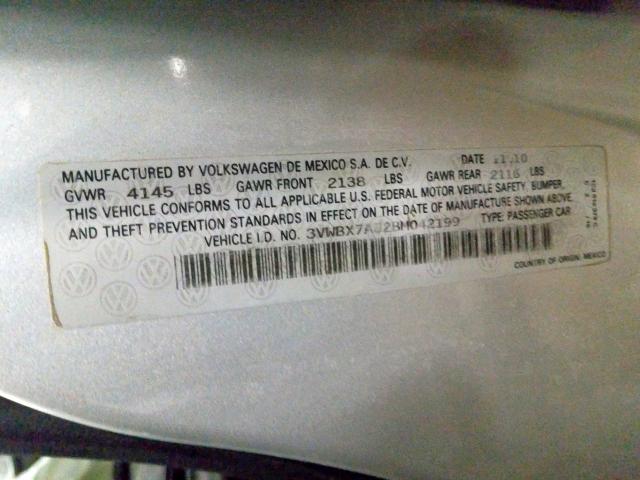 MANUFACTURED BY VOLKSWAGEN DE MEXICO S.A. DE C.V. DATE 11.10
GVWR 4145 LBS GAWR FRONT 2138 LBS GAWR REAR 2116 LBS
THIS VEHICLE CONFORMS TO ALL APPLICABLE U.S. FEDERAL MOTOR VEHICLE SAFETY, BUMPER,
AND THEFT PREVENTION STANDARDS IN EFFECT ON THE DATE OF MANUFACTURE SHOWN ABOVE.
VEHICLE I.D. NO. 3VWBX7AJ2BM042199 TYPE: PASSENGER CAR
COUNTRY OF ORIGIN: MEXICO